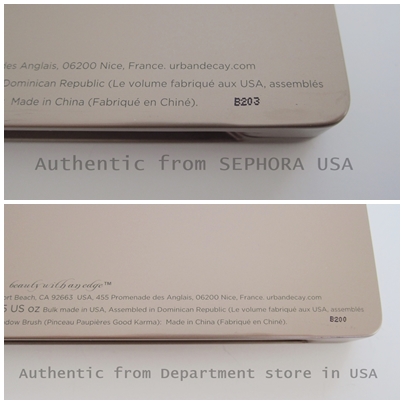 des Anglais, 06200 Nice, France. urbandecay.com
Dominican Republic (Le volume fabriqué aux USA, assemblés
Made in China (Fabriqué en Chiné). B203
Authentic from SEPHORA USA
beauty with an edge™
ort Beach, CA 92663 USA, 455 Promenade des Anglais, 06200 Nice, France. urbandecay.com
5 US oz Bulk made in USA, Assembled in Dominican Republic (Le volume fabriqué aux USA, assemblés
adow Brush (Pinceau Paupières Good Karma): Made in China (Fabriqué en Chiné). B200
Authentic from Department store in USA